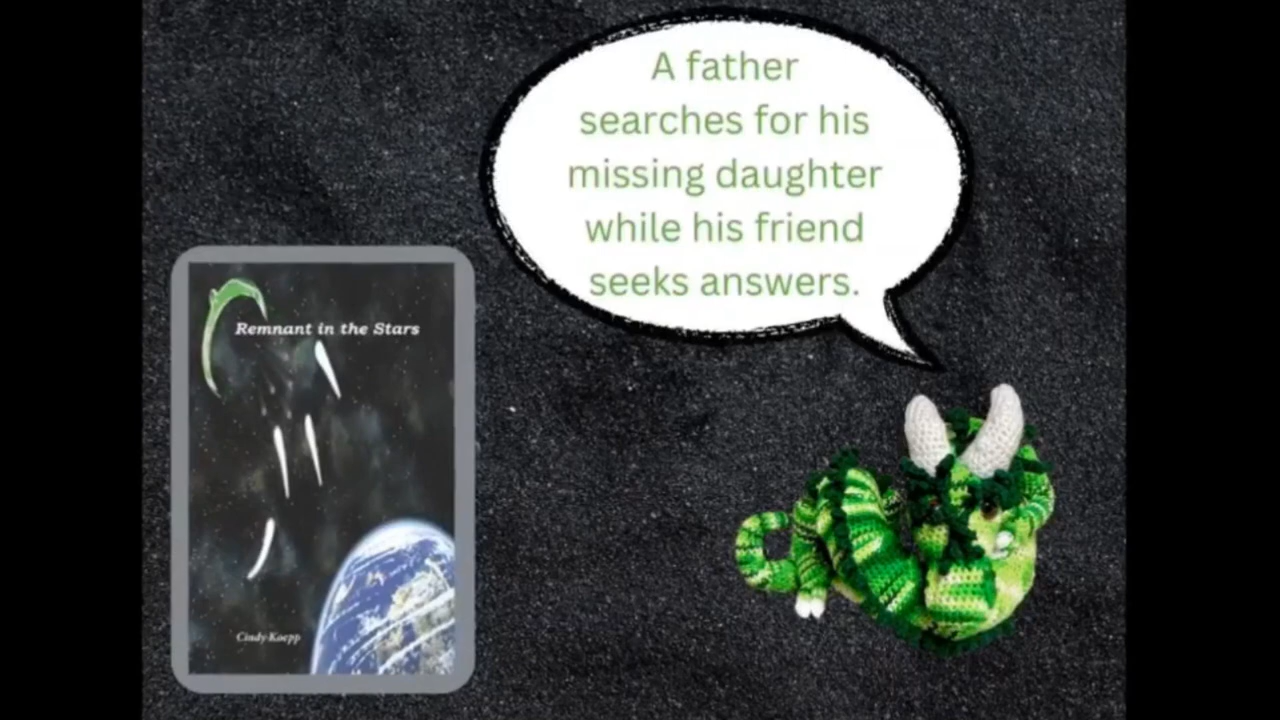 A father
searches for his
missing daughter
while his friend
seeks answers.
Remnant in the Stars
Cindy Koepp